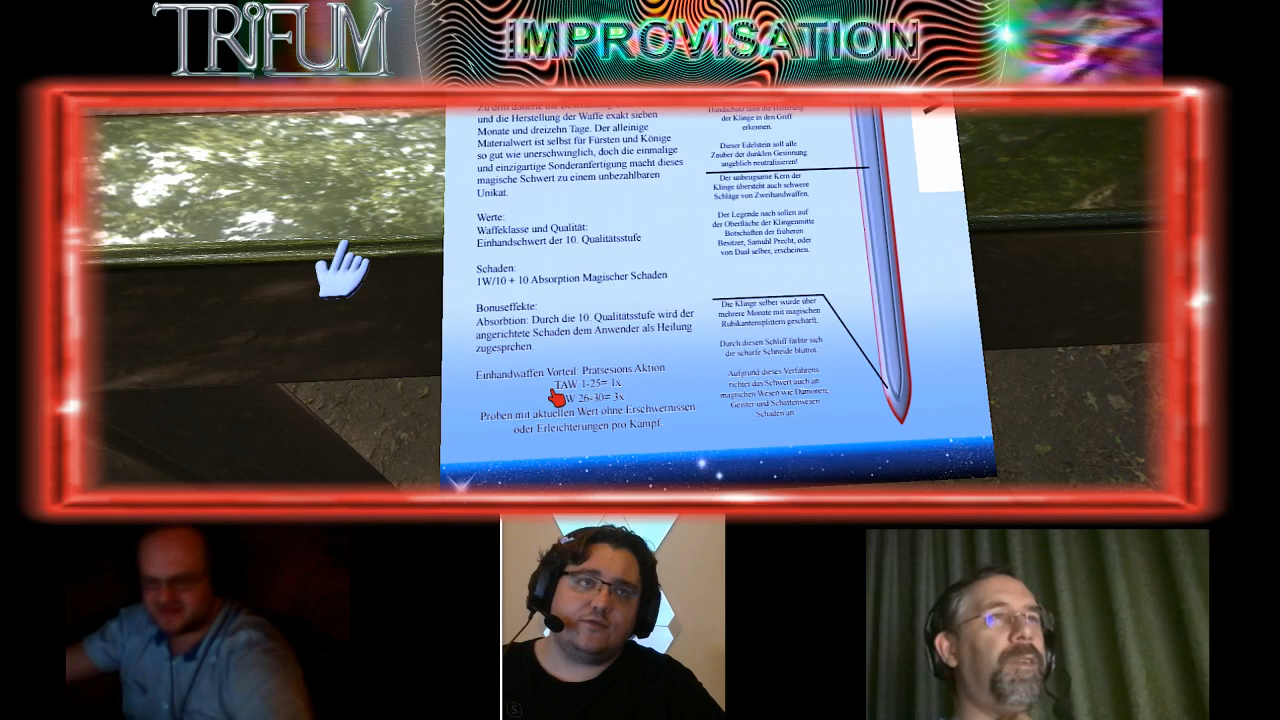 TRiFUM
IMPROVISATION
und die Herstellung der Waffe exakt sieben
Monate und dreizehn Tage. Der alleinige
Materialwert ist selbst für Fürsten und Könige
so gut wie unerschwinglich, doch die einmalige
und einzigartige Sonderanfertigung macht dieses
magische Schwert zu einem unbezahlbaren
Unikat.
Werte:
Waffeklasse und Qualität:
Einhandschwert der 10. Qualitätsstufe
Schaden:
1W/10 + 10 Absorption Magischer Schaden
Bonuseffekte:
Absorbtion: Durch die 10. Qualitätsstufe wird der
angerichtete Schaden dem Anwender als Heilung
zugesprochen.
Einhandwaffen Vorteil: Prätsesions Aktion
TAW 1-25= 1x
W 26-30= 3x
Proben mit aktuellen Wert ohne Erschwernissen
oder Erleichterungen pro Kampf.
der Klinge in den Griff
erkennen.
Dieser Edelstein soll alle
Zauber der dunklen Gesinnung
angeblich neutralisieren!
Der unbeugsame Kern der
Klinge übersteht auch schwere
Schläge von Zweihandwaffen.
Der Legende nach sollen auf
der Oberfläche der Klingenmitte
Botschaften der früheren
Besitzer, Samuhl Precht, oder
von Daal selber, erscheinen.
Die Klinge selber wurde über
mehrere Monate mit magischen
Rubikantensplittern geschärft.
Durch diesen Schliff färbte sich
die scharfe Schneide blutrot.
Aufgrund dieses Verfahrens
richtet das Schwert auch an
magischen Wesen wie Dämonen,
Geister und Schattenwesen
Schaden an.